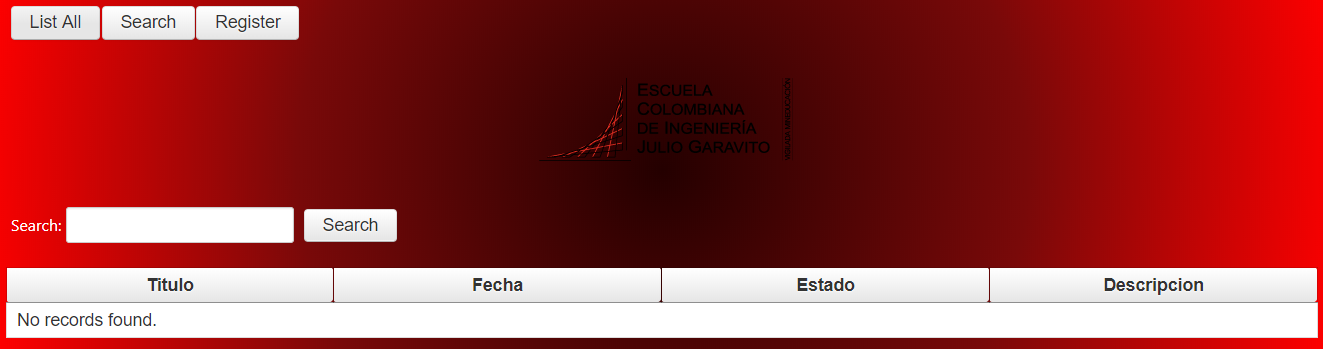 List All Search Register
ESCUELA
COLOMBIANA
DE INGENIERÍA
JULIO GARAVITO
Search: Search
Titulo Fecha Estado Descripcion
No records found.